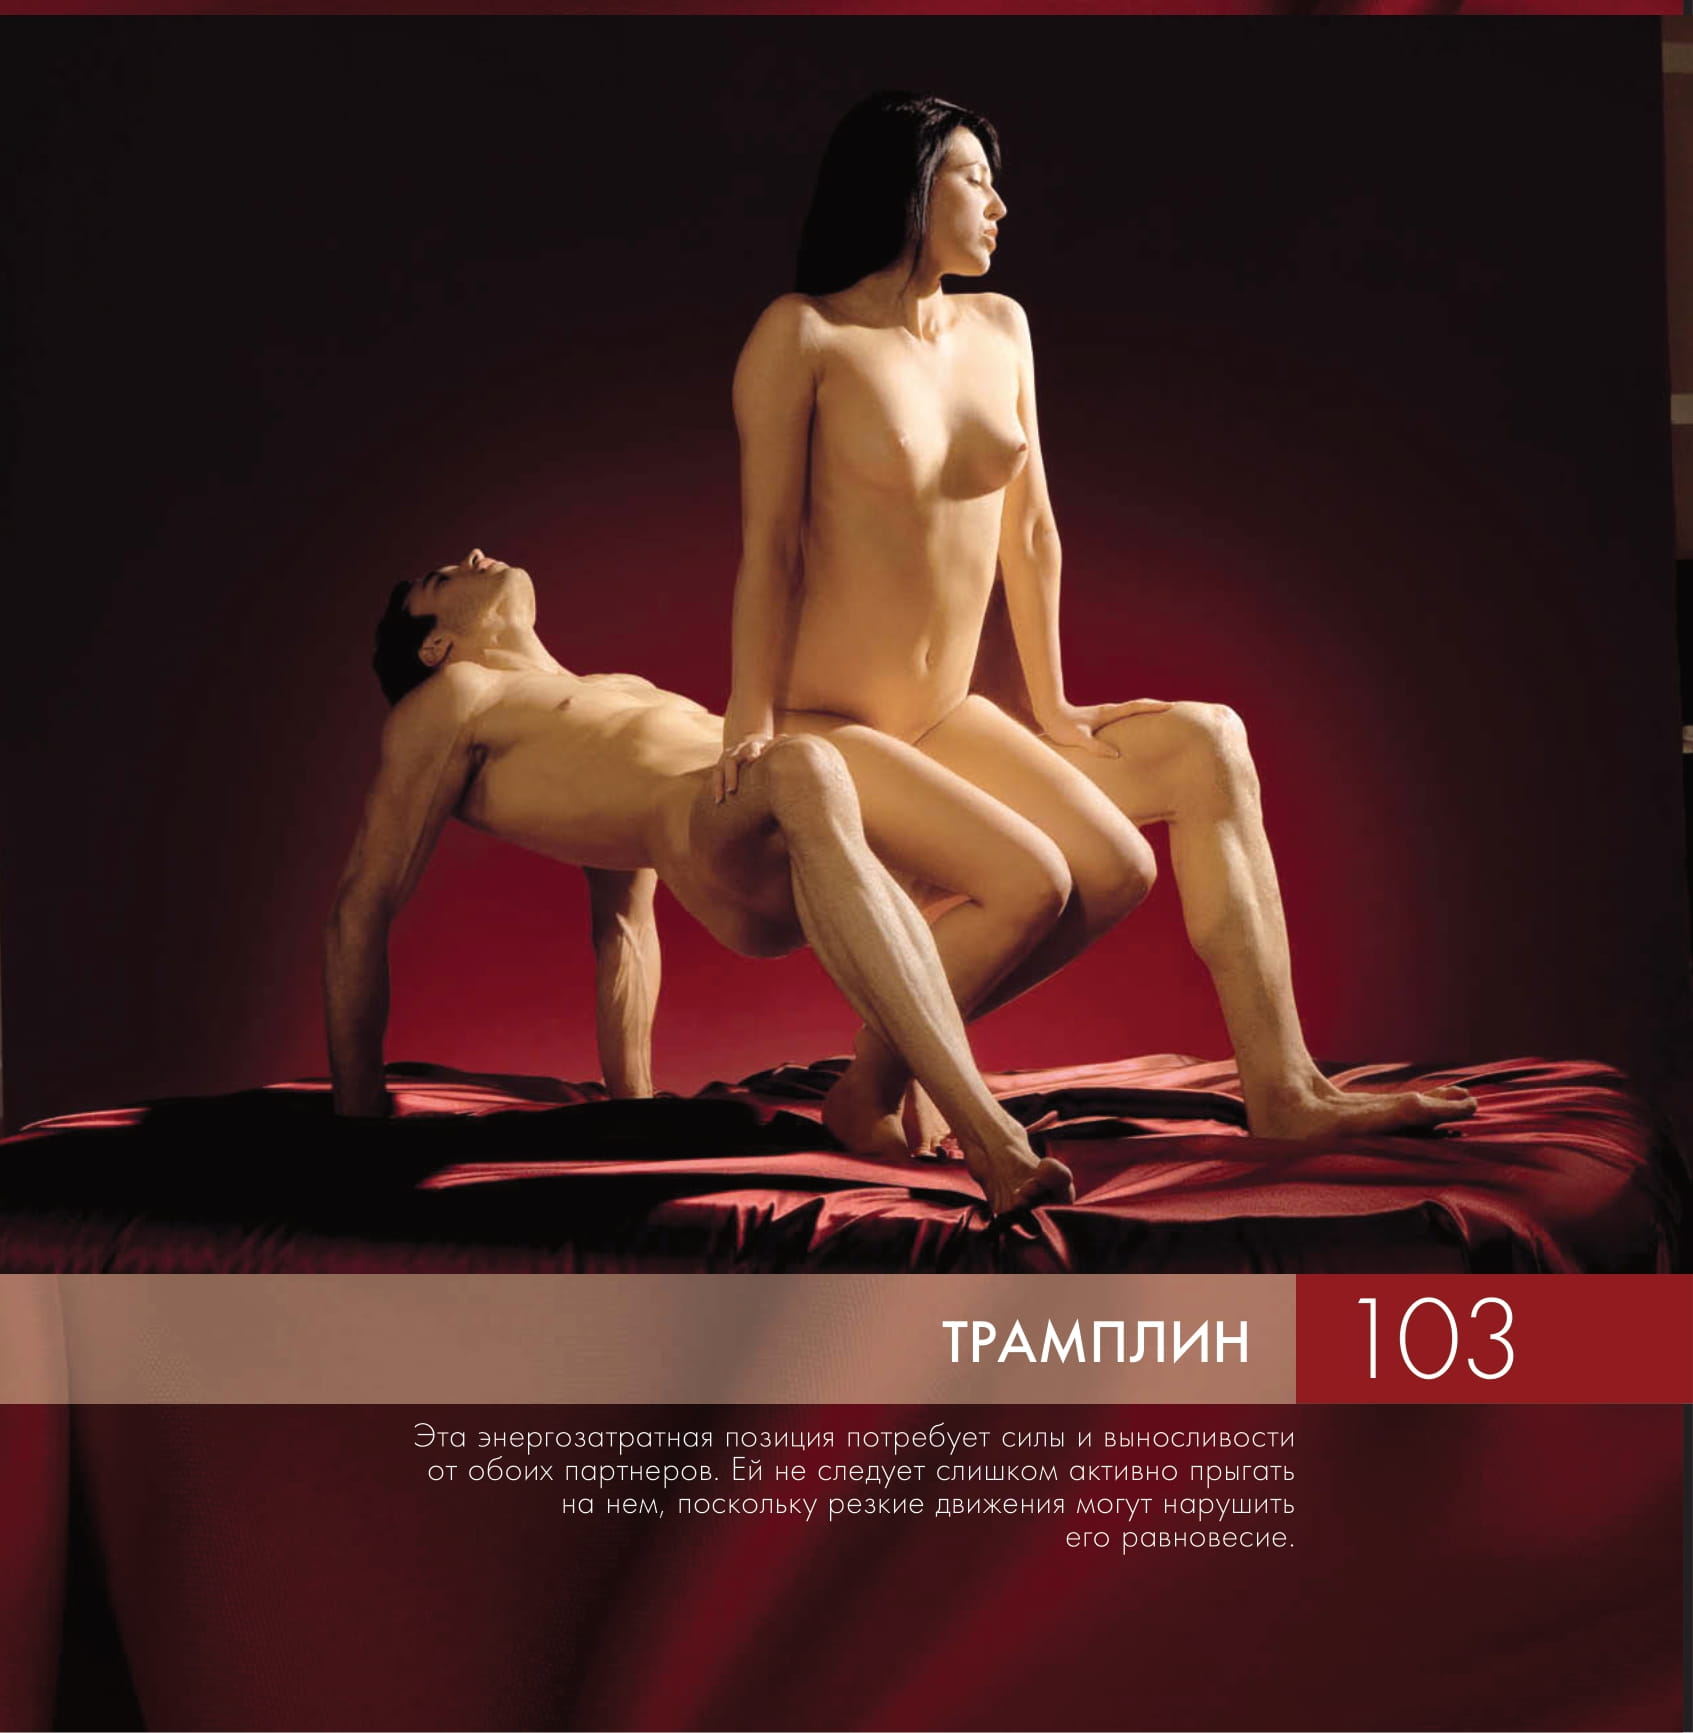 ТРАМПЛИН 103
Эта энергозатратная позиция потребует силы и выносливости
от обоих партнеров. Ей не следует слишком активно прыгать
на нем, поскольку резкие движения могут нарушить
его равновесие.